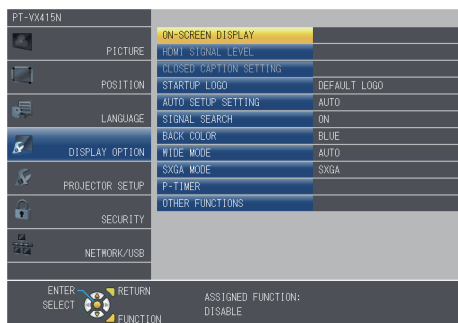 PT-VX415N
PICTURE
POSITION
LANGUAGE
DISPLAY OPTION
PROJECTOR SETUP
SECURITY
NETWORK/USB
ON-SCREEN DISPLAY
HDMI SIGNAL LEVEL
CLOSED CAPTION SETTING
STARTUP LOGO DEFAULT LOGO
AUTO SETUP SETTING AUTO
SIGNAL SEARCH ON
BACK COLOR BLUE
WIDE MODE AUTO
SXGA MODE SXGA
P-TIMER
OTHER FUNCTIONS
ENTER RETURN
SELECT
FUNCTION
ASSIGNED FUNCTION:
DISABLE